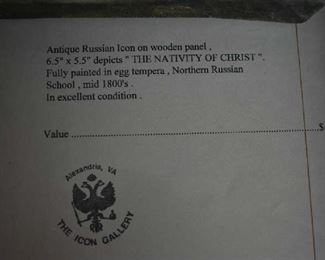 Antique Russian Icon on wooden panel ,
6.5" x 5.5" depicts " THE NATIVITY OF CHRIST ".
Fully painted in egg tempera , Northern Russian
School , mid 1800's .
In excellent condition .
Value ........................................................................$
Alexandria, VA
THE ICON GALLERY